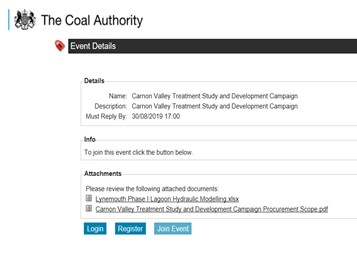 The Coal Authority
Event Details
Details
Name: Carnon Valley Treatment Study and Development Campaign
Description: Carnon Valley Treatment Study and Development Campaign
Must Reply By: 30/08/2019 17:00
Info
To join this event click the button below.
Attachments
Please review the following attached documents:
Lynemouth Phase I Lagoon Hydraulic Modelling.xlsx
Carnon Valley Treatment Study and Development Campaign Procurement Scope.pdf
Login Register Join Event